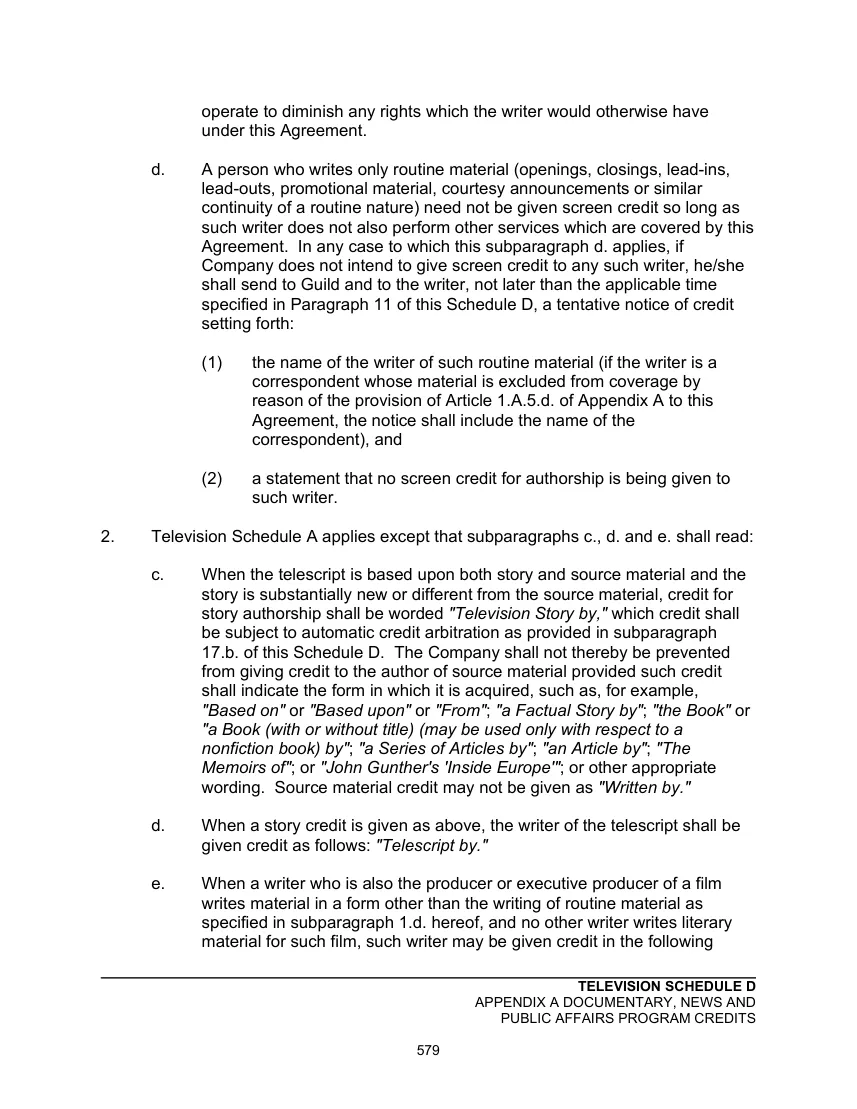 operate to diminish any rights which the writer would otherwise have
under this Agreement.
d. A person who writes only routine material (openings, closings, lead-ins,
lead-outs, promotional material, courtesy announcements or similar
continuity of a routine nature) need not be given screen credit so long as
such writer does not also perform other services which are covered by this
Agreement. In any case to which this subparagraph d. applies, if
Company does not intend to give screen credit to any such writer, he/she
shall send to Guild and to the writer, not later than the applicable time
specified in Paragraph 11 of this Schedule D, a tentative notice of credit
setting forth:
(1) the name of the writer of such routine material (if the writer is a
correspondent whose material is excluded from coverage by
reason of the provision of Article 1.A.5.d. of Appendix A to this
Agreement, the notice shall include the name of the
correspondent), and
(2) a statement that no screen credit for authorship is being given to
such writer.
2. Television Schedule A applies except that subparagraphs c., d. and e. shall read:
c. When the telescript is based upon both story and source material and the
story is substantially new or different from the source material, credit for
story authorship shall be worded "Television Story by," which credit shall
be subject to automatic credit arbitration as provided in subparagraph
17.b. of this Schedule D. The Company shall not thereby be prevented
from giving credit to the author of source material provided such credit
shall indicate the form in which it is acquired, such as, for example,
"Based on" or "Based upon" or "From"; "a Factual Story by"; "the Book" or
"a Book (with or without title) (may be used only with respect to a
nonfiction book) by"; "a Series of Articles by"; "an Article by"; "The
Memoirs of"; or "John Gunther's 'Inside Europe'"; or other appropriate
wording. Source material credit may not be given as "Written by."
d. When a story credit is given as above, the writer of the telescript shall be
given credit as follows: "Telescript by."
e. When a writer who is also the producer or executive producer of a film
writes material in a form other than the writing of routine material as
specified in subparagraph 1.d. hereof, and no other writer writes literary
material for such film, such writer may be given credit in the following
TELEVISION SCHEDULE D
APPENDIX A DOCUMENTARY, NEWS AND
PUBLIC AFFAIRS PROGRAM CREDITS
579